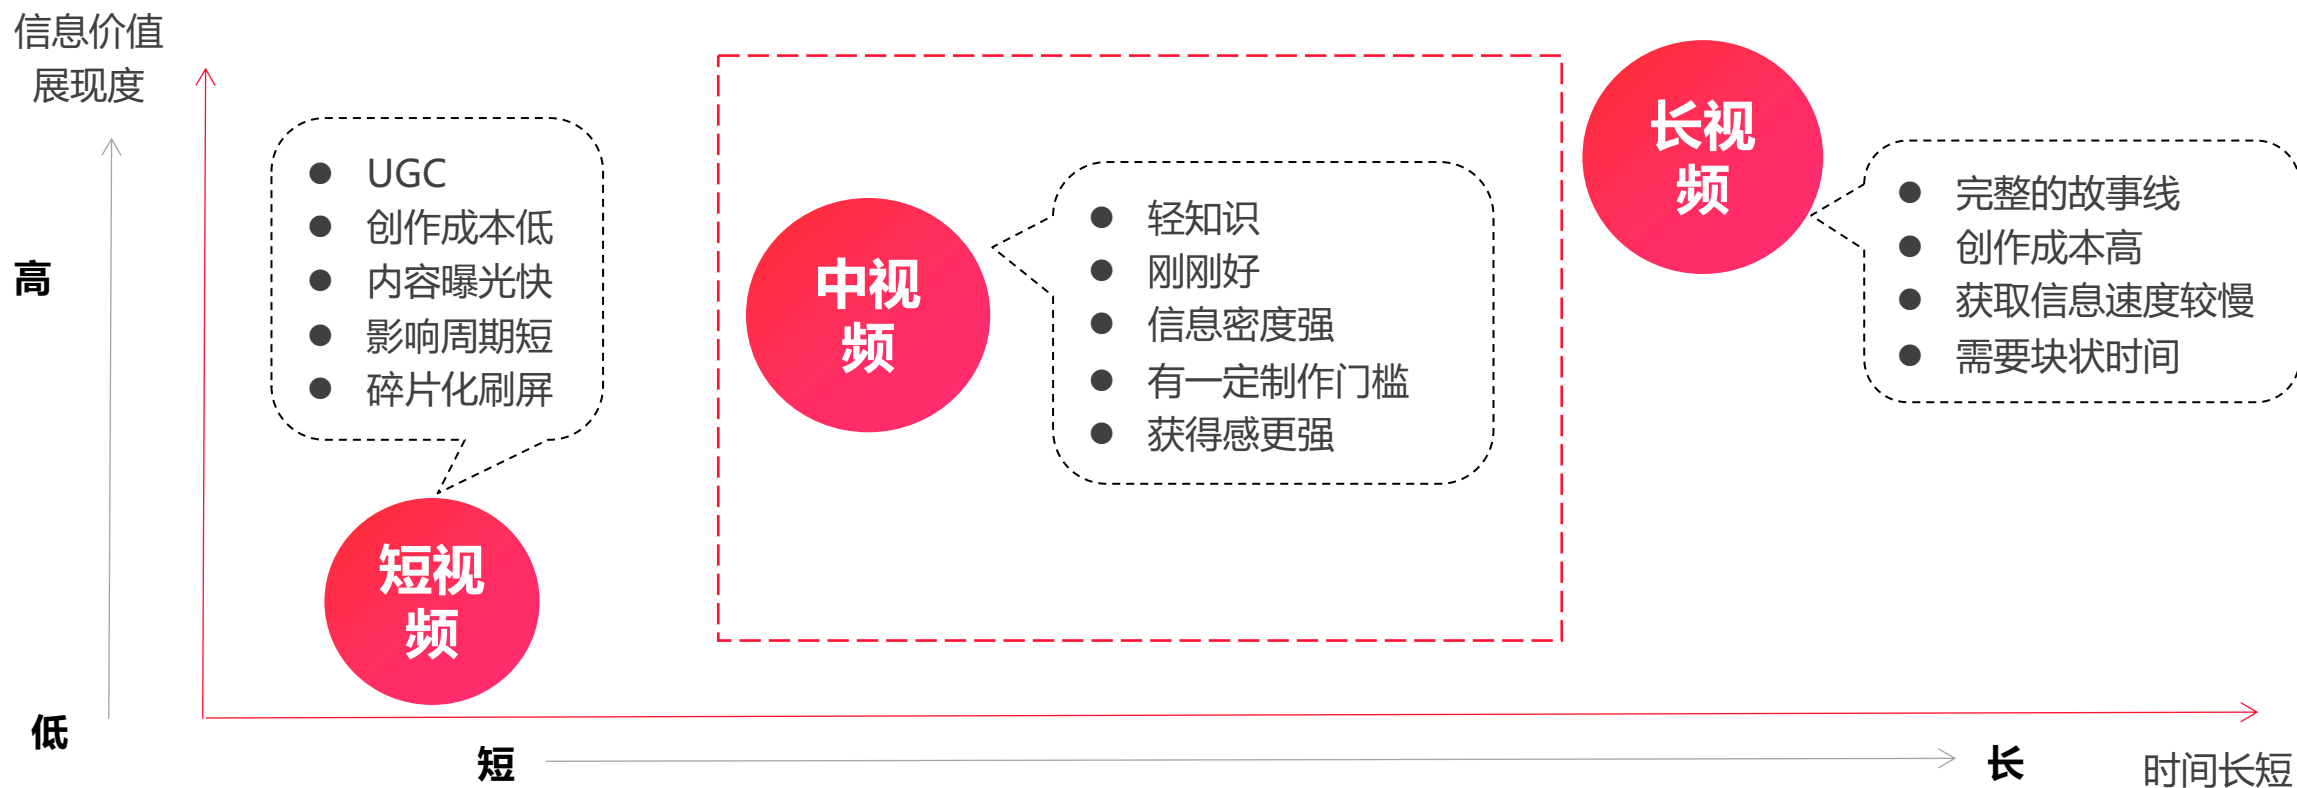 信息价值
展现度
高
低
UGC
创作成本低
内容曝光快
影响周期短
碎片化刷屏
短视
频
中视
频
轻知识
刚刚好
信息密度强
有一定制作门槛
获得感更强
长视
频
完整的故事线
创作成本高
获取信息速度较慢
需要块状时间
短
长
时间长短